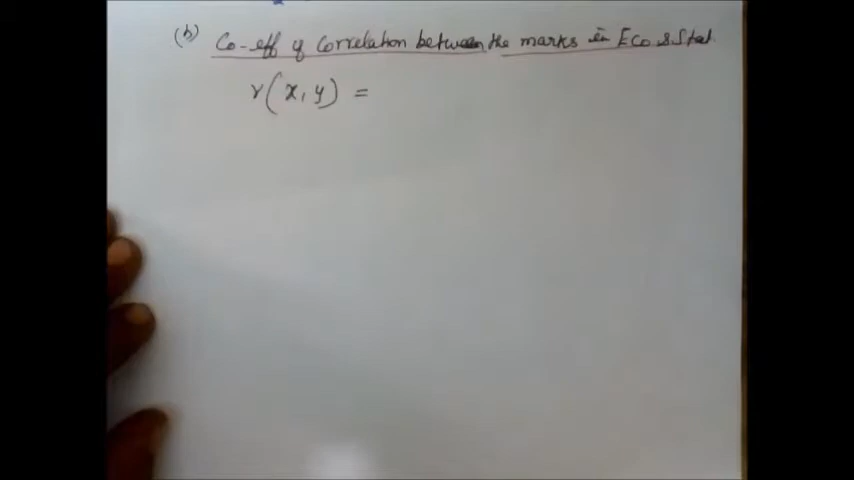 (b) Co-eff of Correlation between the marks in Eco & Stat.
r(x, y) =